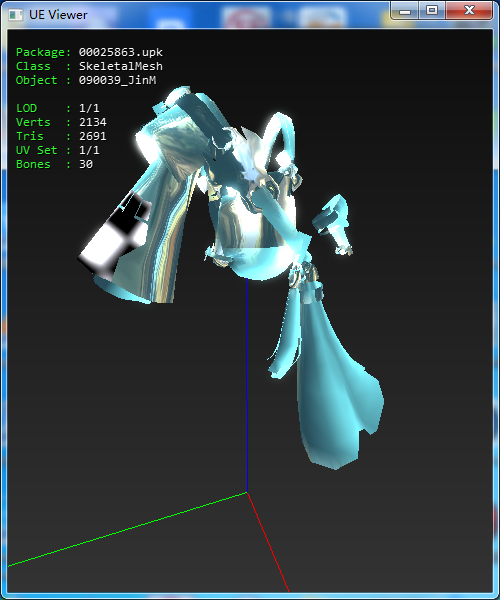 UE Viewer
Package: 00025863.upk
Class : SkeletalMesh
Object : 090039_JinM
LOD : 1/1
Verts : 2134
Tris : 2691
UV Set : 1/1
Bones : 30